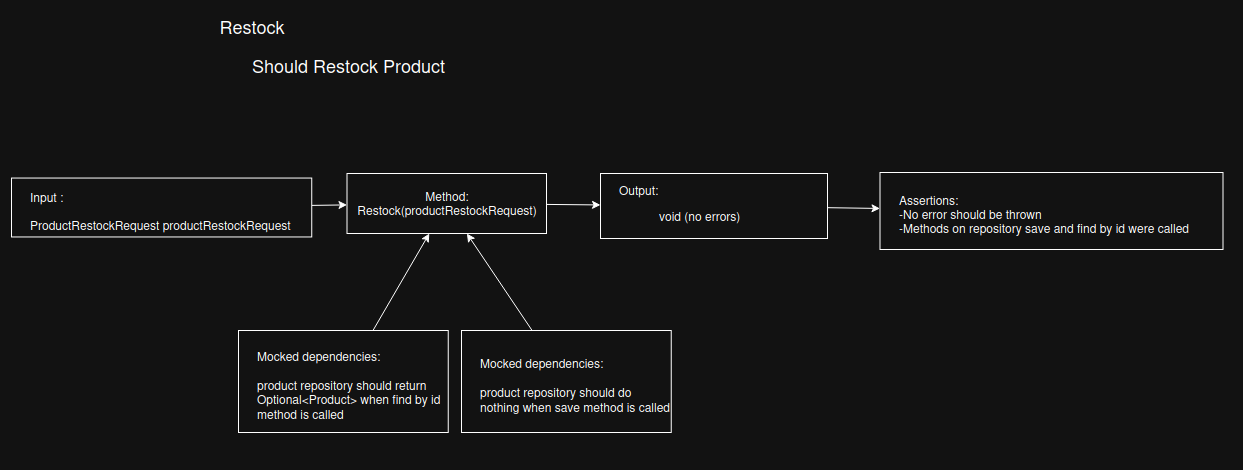 Restock
Should Restock Product
Input :
ProductRestockRequest productRestockRequest
Method:
Restock(productRestockRequest)
Output:
void (no errors)
Assertions:
-No error should be thrown
-Methods on repository save and find by id were called
Mocked dependencies:
product repository should return
Optional<Product> when find by id
method is called
Mocked dependencies:
product repository should do
nothing when save method is called